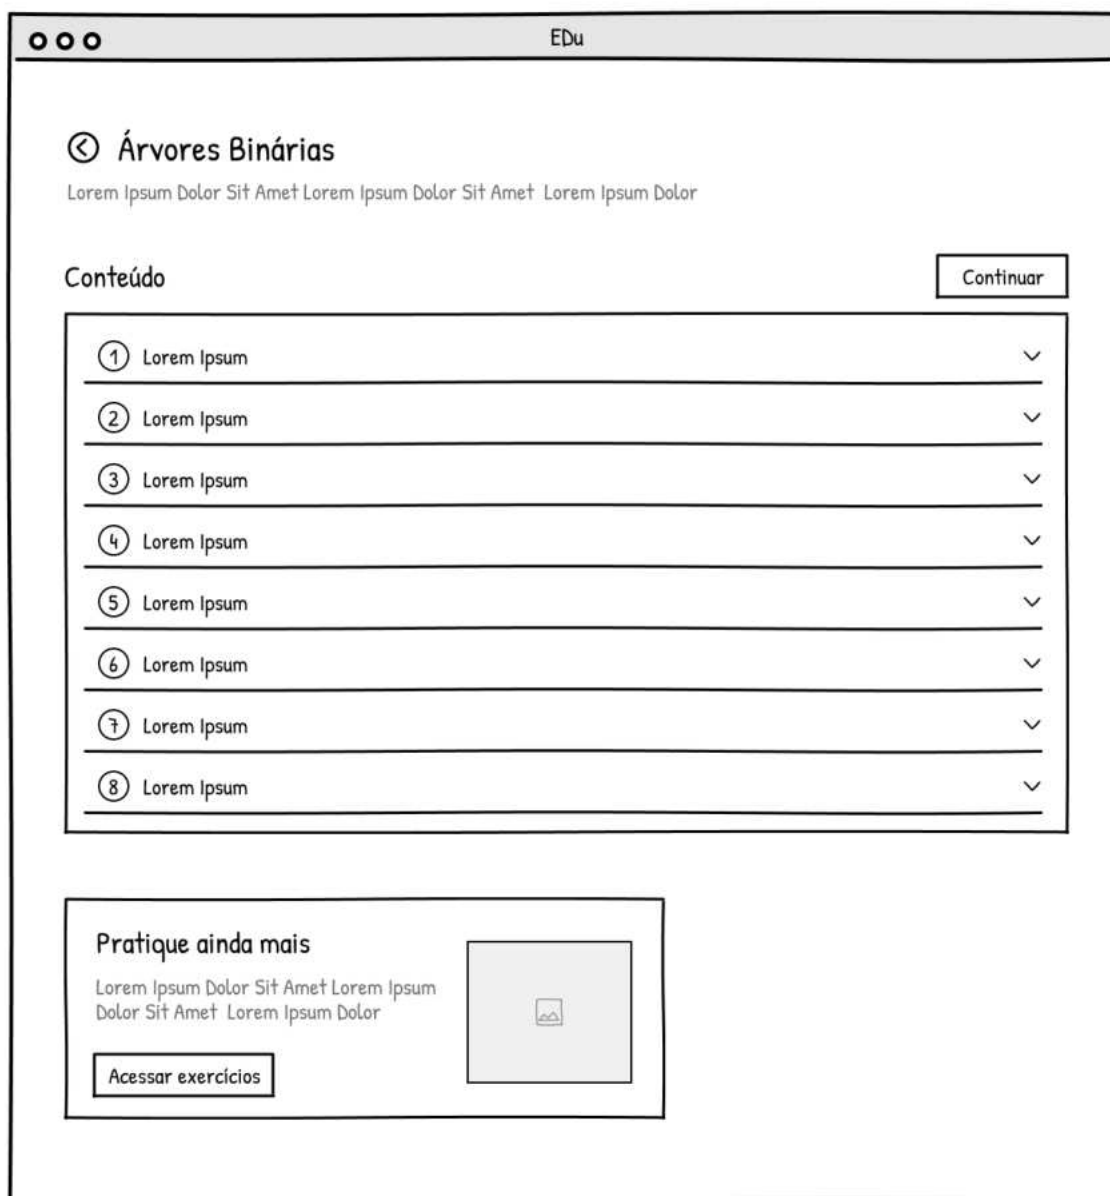 EDu
Árvores Binárias
Lorem Ipsum Dolor Sit Amet Lorem Ipsum Dolor Sit Amet Lorem Ipsum Dolor
Conteúdo
Continuar
1 Lorem Ipsum
2 Lorem Ipsum
3 Lorem Ipsum
4 Lorem Ipsum
5 Lorem Ipsum
6 Lorem Ipsum
7 Lorem Ipsum
8 Lorem Ipsum
Pratique ainda mais
Lorem Ipsum Dolor Sit Amet Lorem Ipsum
Dolor Sit Amet Lorem Ipsum Dolor
Acessar exercícios